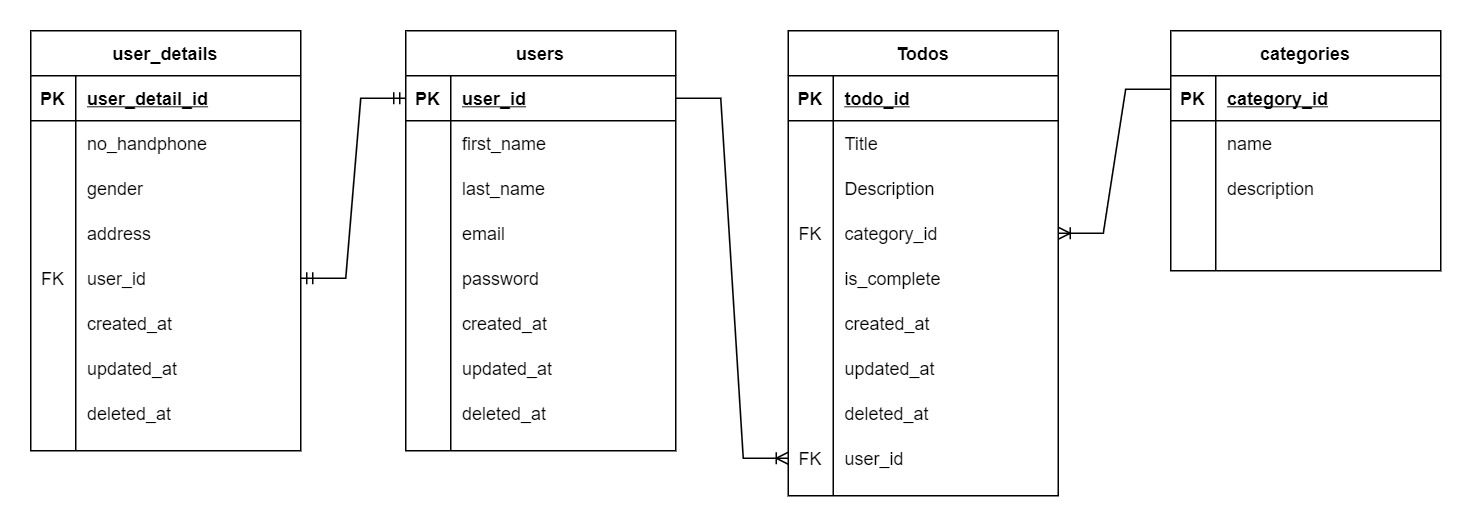 user_details
PK user_detail_id
no_handphone
gender
address
FK user_id
created_at
updated_at
deleted_at
users
PK user_id
first_name
last_name
email
password
created_at
updated_at
deleted_at
Todos
PK todo_id
Title
Description
FK category_id
is_complete
created_at
updated_at
deleted_at
FK user_id
categories
PK category_id
name
description